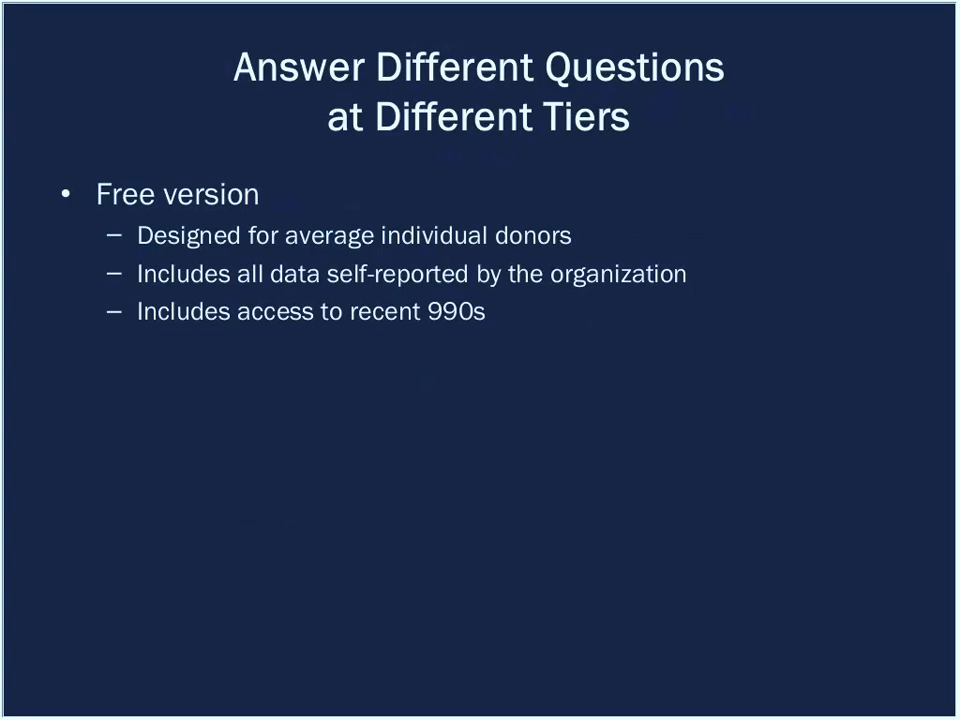 Answer Different Questions
at Different Tiers
• Free version
– Designed for average individual donors
– Includes all data self-reported by the organization
– Includes access to recent 990s